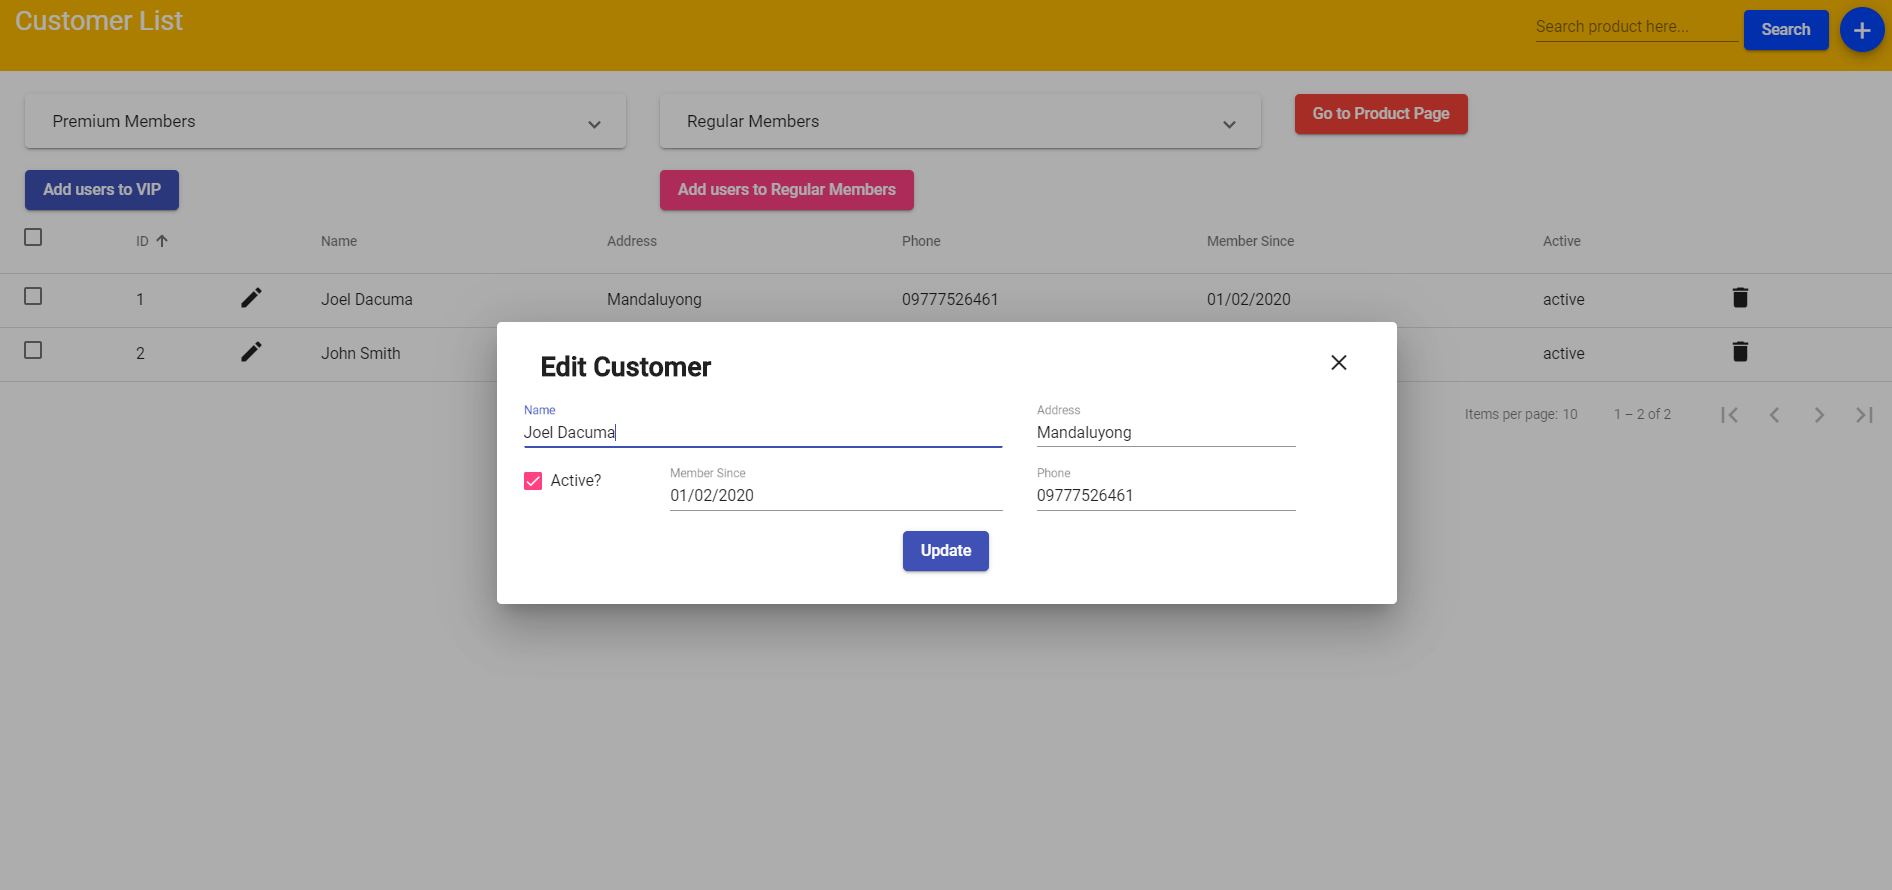 Customer List
Search product here...
Search
Premium Members
Regular Members
Go to Product Page
Add users to VIP
Add users to Regular Members
ID Name Address Phone Member Since Active
1 Joel Dacuma Mandaluyong 09777526461 01/02/2020 active
2 John Smith active
Items per page: 10 1 – 2 of 2
Edit Customer
Name Address
Joel Dacuma Mandaluyong
Member Since Phone
Active? 01/02/2020 09777526461
Update